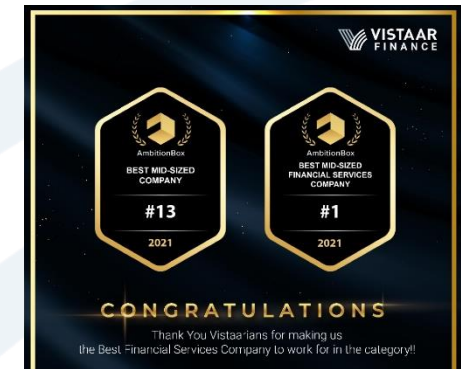 VISTAAR
FINANCE
AmbitionBox
BEST MID-SIZED
COMPANY
#13
2021
AmbitionBox
BEST MID-SIZED
FINANCIAL SERVICES
COMPANY
#1
2021
CONGRATULATIONS
Thank You Vistaarians for making us
the Best Financial Services Company to work for in the category!!